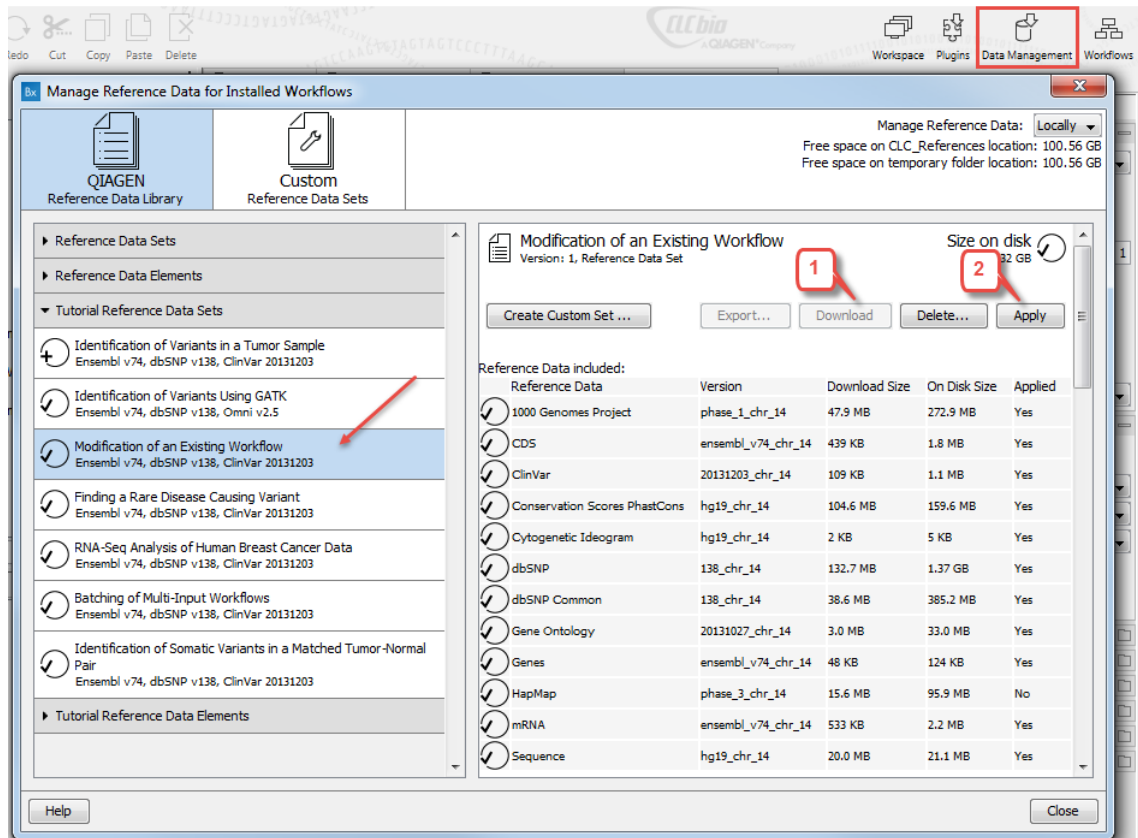 CLC bio
A QIAGEN Company
Cut Copy Paste Delete
Workspace Plugins Data Management Workflows
Bx Manage Reference Data for Installed Workflows
QIAGEN
Reference Data Library
Custom
Reference Data Sets
Manage Reference Data: Locally
Free space on CLC_References location: 100.56 GB
Free space on temporary folder location: 100.56 GB
Reference Data Sets
Reference Data Elements
Tutorial Reference Data Sets
Identification of Variants in a Tumor Sample
Ensembl v74, dbSNP v138, ClinVar 20131203
Identification of Variants Using GATK
Ensembl v74, dbSNP v138, Omni v2.5
Modification of an Existing Workflow
Ensembl v74, dbSNP v138, ClinVar 20131203
Finding a Rare Disease Causing Variant
Ensembl v74, dbSNP v138, ClinVar 20131203
RNA-Seq Analysis of Human Breast Cancer Data
Ensembl v74, dbSNP v138, ClinVar 20131203
Batching of Multi-Input Workflows
Ensembl v74, dbSNP v138, ClinVar 20131203
Identification of Somatic Variants in a Matched Tumor-Normal
Pair
Ensembl v74, dbSNP v138, ClinVar 20131203
Tutorial Reference Data Elements
Modification of an Existing Workflow
Version: 1, Reference Data Set
Size on disk
32 GB
1
2
1
Create Custom Set ... Export... Download Delete... Apply
Reference Data included:
Reference Data Version Download Size On Disk Size Applied
1000 Genomes Project phase_1_chr_14 47.9 MB 272.9 MB Yes
CDS ensembl_v74_chr_14 439 KB 1.8 MB Yes
ClinVar 20131203_chr_14 109 KB 1.1 MB Yes
Conservation Scores PhastCons hg19_chr_14 104.6 MB 159.6 MB Yes
Cytogenetic Ideogram hg19_chr_14 2 KB 5 KB Yes
dbSNP 138_chr_14 132.7 MB 1.37 GB Yes
dbSNP Common 138_chr_14 38.6 MB 385.2 MB Yes
Gene Ontology 20131027_chr_14 3.0 MB 33.0 MB Yes
Genes ensembl_v74_chr_14 48 KB 124 KB Yes
HapMap phase_3_chr_14 15.6 MB 95.9 MB No
mRNA ensembl_v74_chr_14 533 KB 2.2 MB Yes
Sequence hg19_chr_14 20.0 MB 21.1 MB Yes
Help Close